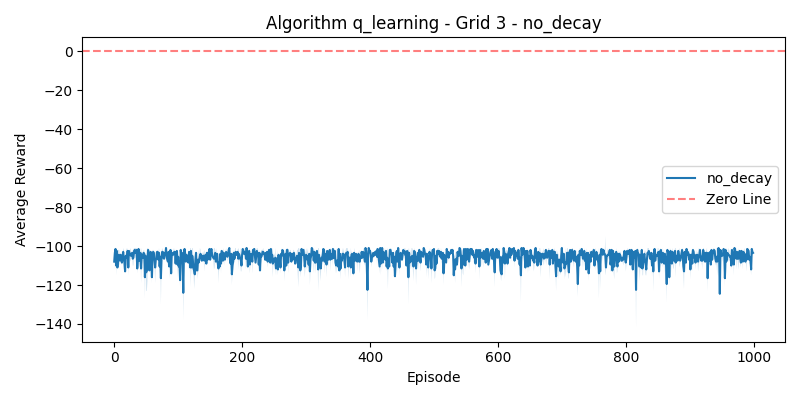 Algorithm q_learning - Grid 3 - no_decay
Average Reward
0
−20
−40
−60
−80
−100
−120
−140
no_decay
Zero Line
0
200
400
600
800
1000
Episode